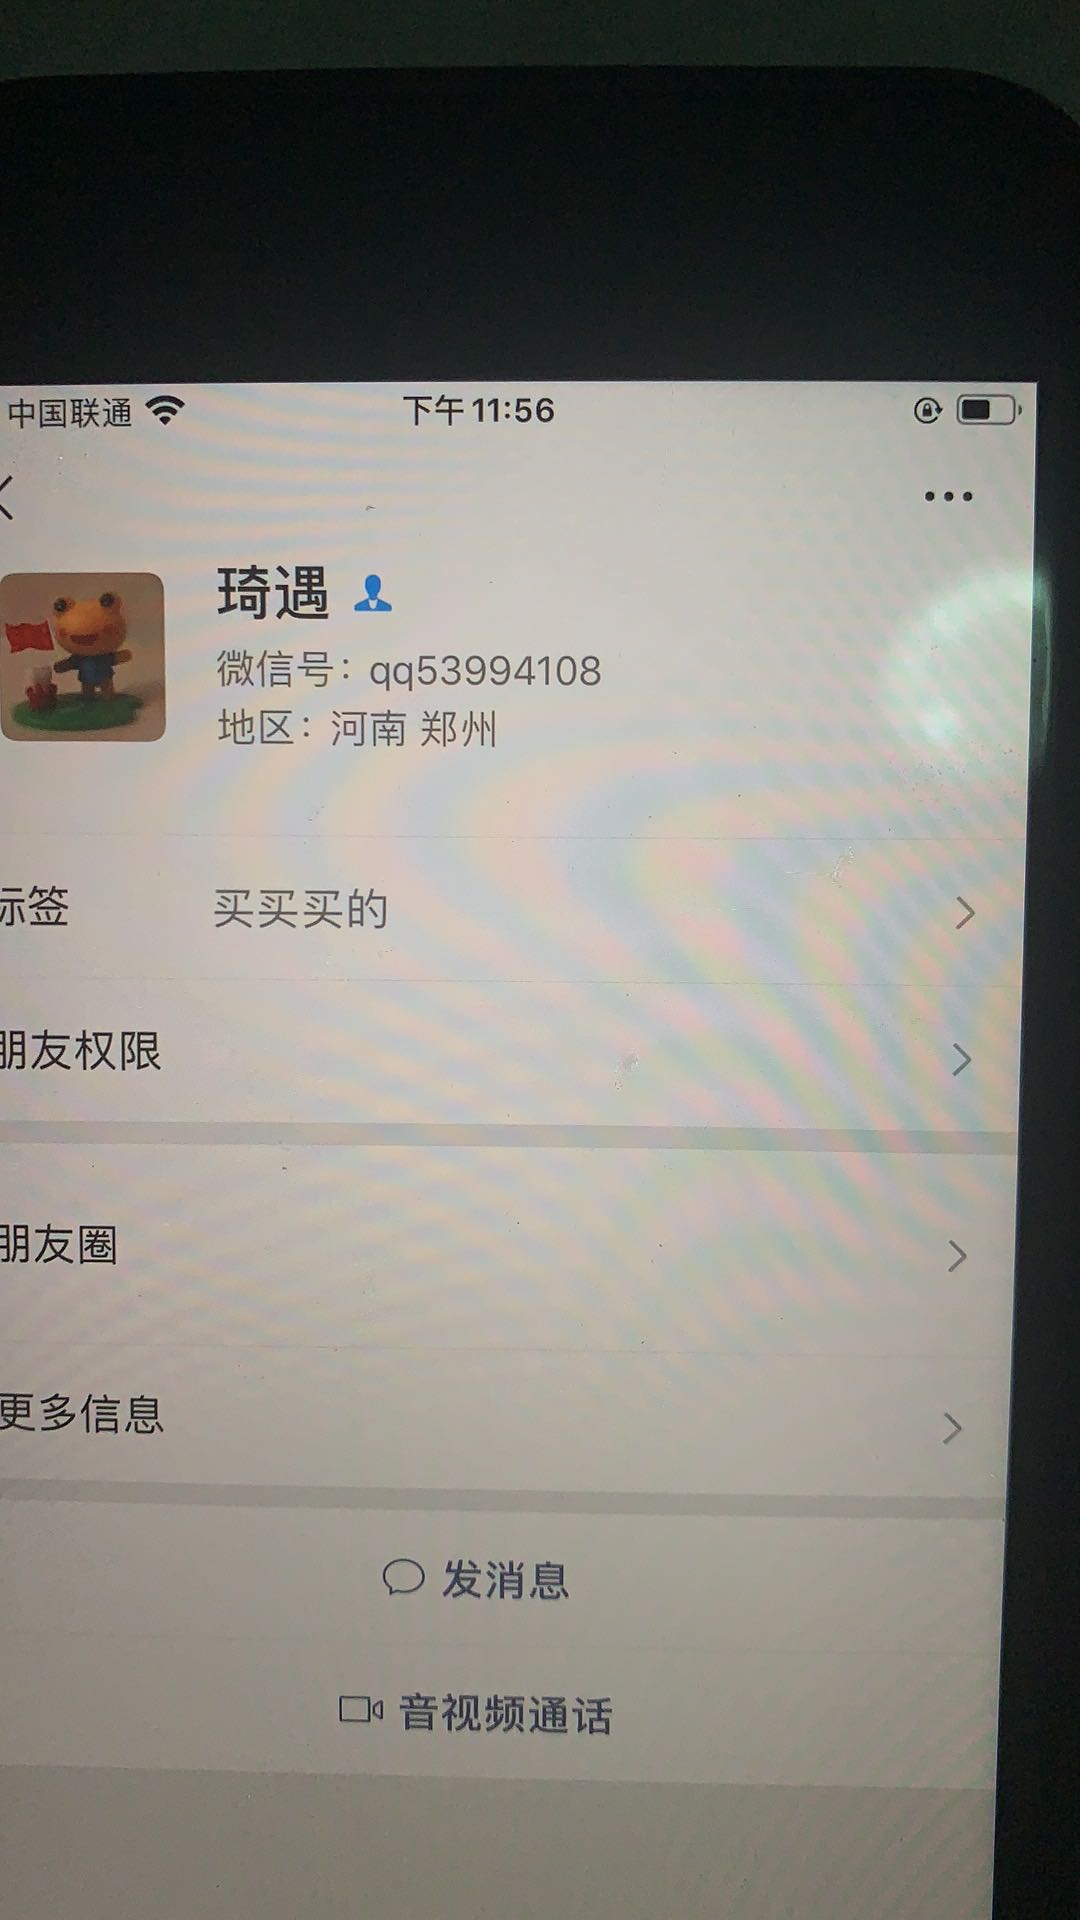 中国联通
下午11:56
琦遇
微信号：qq53994108
地区：河南 郑州
标签 买买买的
朋友权限
朋友圈
更多信息
发消息
音视频通话